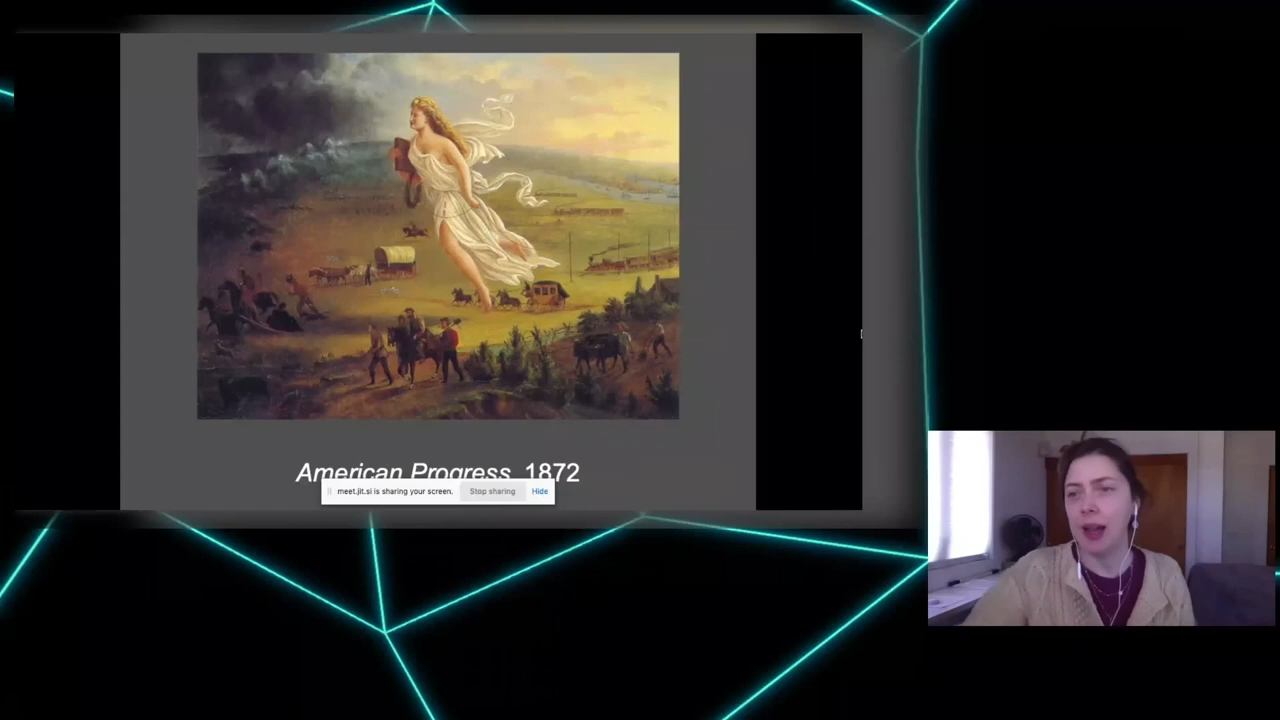 American Progress, 1872
meet.jit.si is sharing your screen. Stop sharing Hide